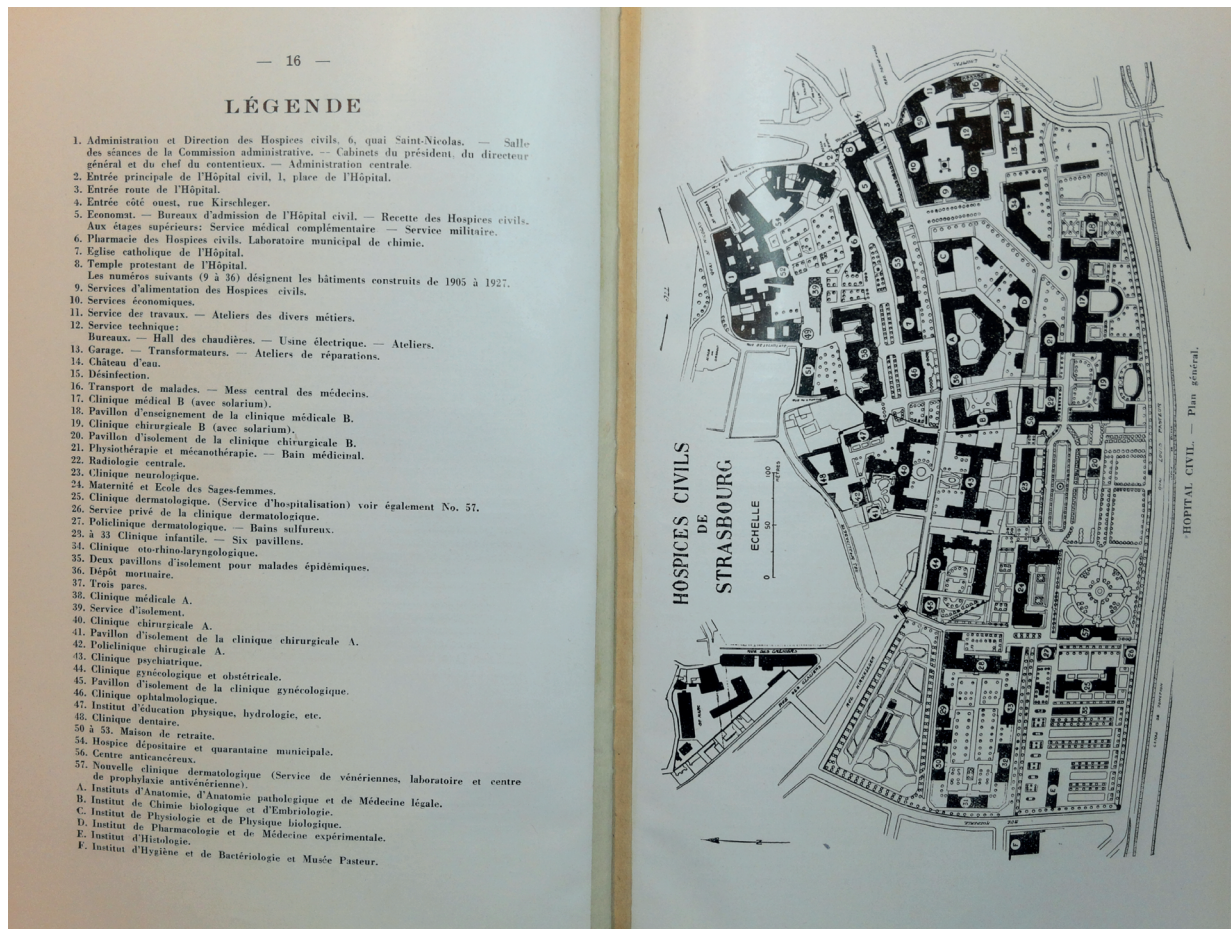 — 16 —
LÉGENDE
1. Administration et Direction des Hospices civils, 6, quai Saint-Nicolas. — Salle
des séances de la Commission administrative. — Cabinets du président, du directeur
général et du chef du contentieux. — Administration centrale.
2. Entrée principale de l'Hôpital civil, 1, place de l'Hôpital.
3. Entrée route de l'Hôpital.
4. Entrée côté ouest, rue Kirschleger.
5. Economat. — Bureaux d'admission de l'Hôpital civil. — Recette des Hospices civils.
Aux étages supérieurs: Service médical complémentaire — Service militaire.
6. Pharmacie des Hospices civils. Laboratoire municipal de chimie.
7. Eglise catholique de l'Hôpital.
8. Temple protestant de l'Hôpital.
Les numéros suivants (9 à 36) désignent les bâtiments construits de 1905 à 1927.
9. Services d'alimentation des Hospices civils.
10. Services économiques.
11. Service des travaux. — Ateliers des divers métiers.
12. Service technique:
Bureaux. — Hall des chaudières. — Usine électrique. — Ateliers.
13. Garage. — Transformateurs. — Ateliers de réparations.
14. Château d'eau.
15. Désinfection.
16. Transport de malades. — Mess central des médecins.
17. Clinique médical B (avec solarium).
18. Pavillon d'enseignement de la clinique médicale B.
19. Clinique chirurgicale B (avec solarium).
20. Pavillon d'isolement de la clinique chirurgicale B.
21. Physiothérapie et mécanothérapie. — Bain médicinal.
22. Radiologie centrale.
23. Clinique neurologique.
24. Maternité et Ecole des Sages-femmes.
25. Clinique dermatologique. (Service d'hospitalisation) voir également No. 57.
26. Service privé de la clinique dermatologique.
27. Policlinique dermatologique. — Bains sulfureux.
28. à 33 Clinique infantile. — Six pavillens.
34. Clinique oto-rhino-laryngologique.
35. Deux pavillons d'isolement pour malades épidémiques.
36. Dépôt mortuaire.
37. Trois parcs.
38. Clinique médicale A.
39. Service d'isolement.
40. Clinique chirurgicale A.
41. Pavillon d'isolement de la clinique chirurgicale A.
42. Policlinique chirugicale A.
43. Clinique psychiatrique.
44. Clinique gynécologique et obstétricale.
45. Pavillon d'isolement de la clinique gynécologique.
46. Clinique ophtalmologique.
47. Institut d'éducation physique, hydrologie, etc.
48. Clinique dentaire.
50 à 53. Maison de retraite.
54. Hospice dépositaire et quarantaine municipale.
56. Centre anticancéreux.
57. Nouvelle clinique dermatologique (Service de vénériennes, laboratoire et centre
de prophylaxie antivénérienne).
A. Instituts d'Anatomie, d'Anatomie pathologique et de Médecine légale.
B. Institut de Chimie biologique et d'Embriologie.
C. Institut de Physiologie et de Physique biologique.
D. Institut de Pharmacologie et de Médecine expérimentale.
E. Institut d'Histologie.
F. Institut d'Hygiène et de Bactériologie et Musée Pasteur.
HOSPICES CIVILS
DE
STRASBOURG
ECHELLE
0 50 100
MÈTRES
HOPITAL CIVIL. — Plan général.